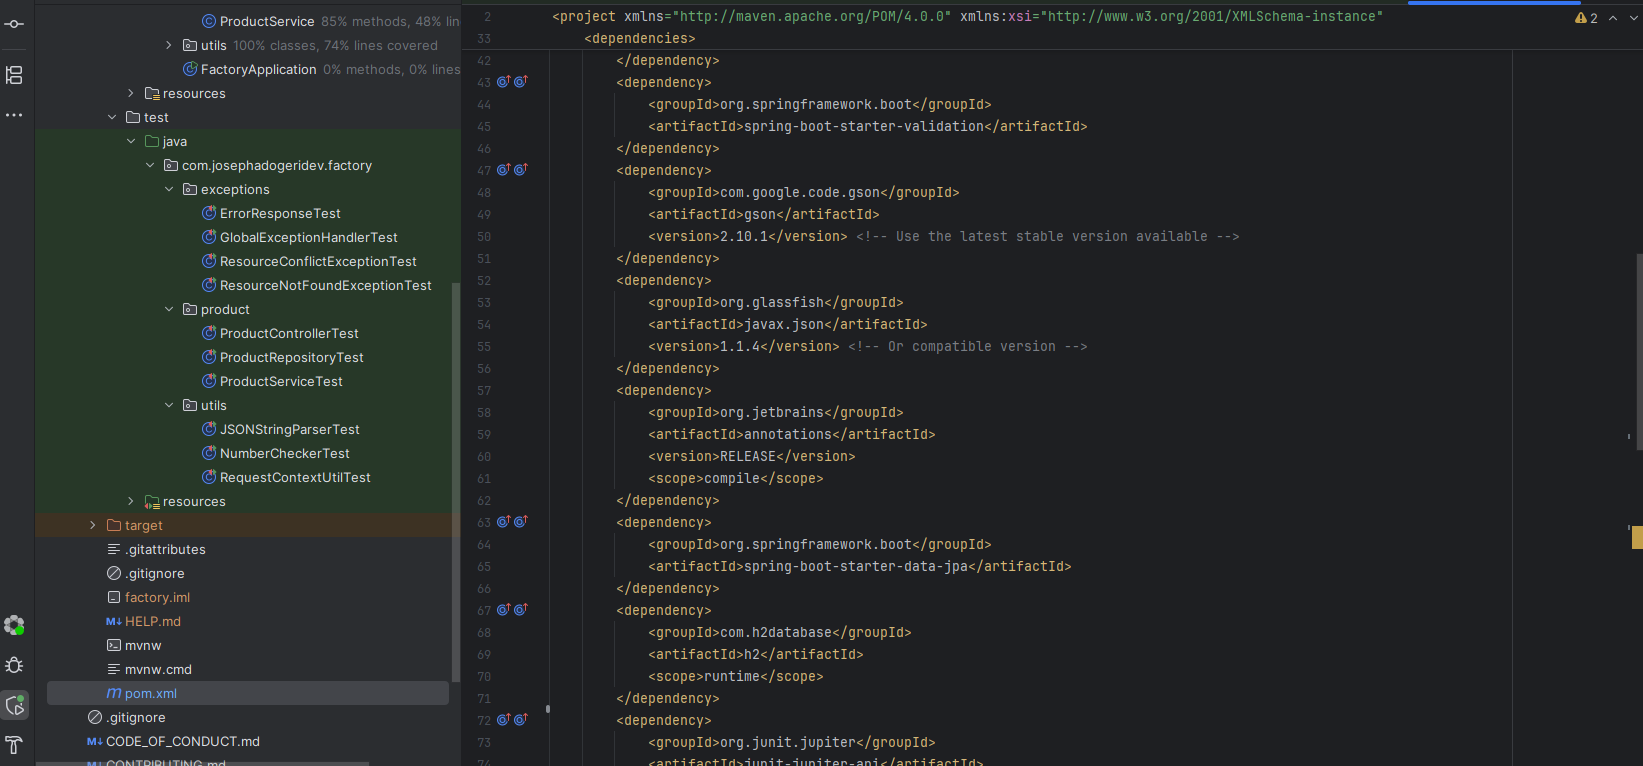 ProductService 85% methods, 48% lin
utils 100% classes, 74% lines covered
FactoryApplication 0% methods, 0% lines
resources
test
java
com.josephadogeridev.factory
exceptions
ErrorResponseTest
GlobalExceptionHandlerTest
ResourceConflictExceptionTest
ResourceNotFoundExceptionTest
product
ProductControllerTest
ProductRepositoryTest
ProductServiceTest
utils
JSONStringParserTest
NumberCheckerTest
RequestContextUtilTest
resources
target
.gitattributes
.gitignore
factory.iml
M↓ HELP.md
mvnw
mvnw.cmd
m pom.xml
.gitignore
M↓ CODE_OF_CONDUCT.md
M↓ CONTRIBUTING.md
2 <project xmlns="http://maven.apache.org/POM/4.0.0" xmlns:xsi="http://www.w3.org/2001/XMLSchema-instance"
2
33 <dependencies>
42 </dependency>
43 <dependency>
44 <groupId>org.springframework.boot</groupId>
45 <artifactId>spring-boot-starter-validation</artifactId>
46 </dependency>
47 <dependency>
48 <groupId>com.google.code.gson</groupId>
49 <artifactId>gson</artifactId>
50 <version>2.10.1</version> <!-- Use the latest stable version available -->
51 </dependency>
52 <dependency>
53 <groupId>org.glassfish</groupId>
54 <artifactId>javax.json</artifactId>
55 <version>1.1.4</version> <!-- Or compatible version -->
56 </dependency>
57 <dependency>
58 <groupId>org.jetbrains</groupId>
59 <artifactId>annotations</artifactId>
60 <version>RELEASE</version>
61 <scope>compile</scope>
62 </dependency>
63 <dependency>
64 <groupId>org.springframework.boot</groupId>
65 <artifactId>spring-boot-starter-data-jpa</artifactId>
66 </dependency>
67 <dependency>
68 <groupId>com.h2database</groupId>
69 <artifactId>h2</artifactId>
70 <scope>runtime</scope>
71 </dependency>
72 <dependency>
73 <groupId>org.junit.jupiter</groupId>
74 <artifactId>junit-jupiter-api</artifactId>